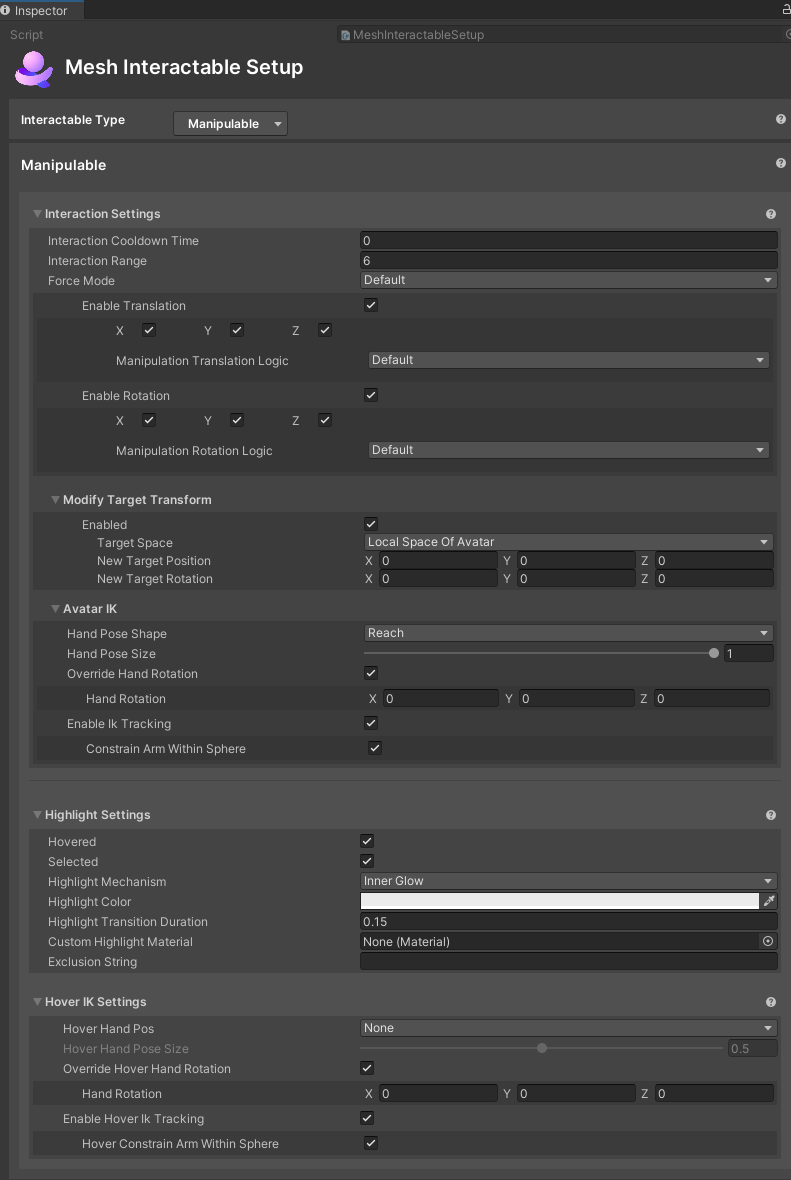 Inspector
Script MeshInteractableSetup
Mesh Interactable Setup
Interactable Type Manipulable
Manipulable
Interaction Settings
Interaction Cooldown Time 0
Interaction Range 6
Force Mode Default
Enable Translation
X Y Z
Manipulation Translation Logic Default
Enable Rotation
X Y Z
Manipulation Rotation Logic Default
Modify Target Transform
Enabled
Target Space Local Space Of Avatar
New Target Position X 0 Y 0 Z 0
New Target Rotation X 0 Y 0 Z 0
Avatar IK
Hand Pose Shape Reach
Hand Pose Size 1
Override Hand Rotation
Hand Rotation X 0 Y 0 Z 0
Enable Ik Tracking
Constrain Arm Within Sphere
Highlight Settings
Hovered
Selected
Highlight Mechanism Inner Glow
Highlight Color
Highlight Transition Duration 0.15
Custom Highlight Material None (Material)
Exclusion String
Hover IK Settings
Hover Hand Pos None
Hover Hand Pose Size 0.5
Override Hover Hand Rotation
Hand Rotation X 0 Y 0 Z 0
Enable Hover Ik Tracking
Hover Constrain Arm Within Sphere